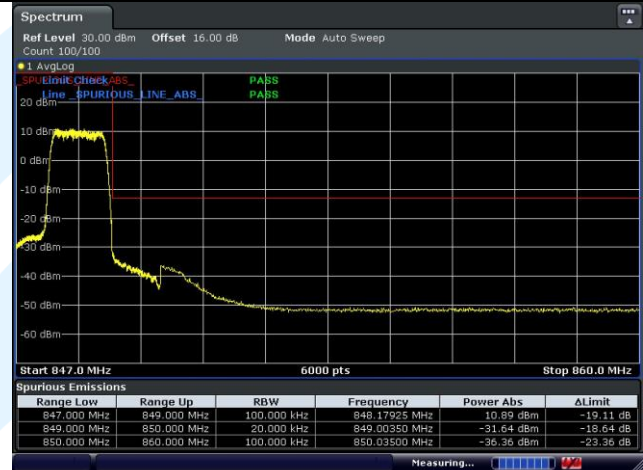 Spectrum
Ref Level 30.00 dBm Offset 16.00 dB Mode Auto Sweep
Count 100/100
1 AvgLog
Limit Check PASS
Line _SPURIOUS_LINE_ABS_ PASS
20 dBm
10 dBm
0 dBm
-10 dBm
-20 dBm
-30 dBm
-40 dBm
-50 dBm
-60 dBm
Start 847.0 MHz 6000 pts Stop 860.0 MHz
Spurious Emissions
Range Low Range Up RBW Frequency Power Abs ΔLimit
847.000 MHz 849.000 MHz 100.000 kHz 848.17925 MHz 10.89 dBm -19.11 dB
849.000 MHz 850.000 MHz 20.000 kHz 849.00350 MHz -31.64 dBm -18.64 dB
850.000 MHz 860.000 MHz 100.000 kHz 850.03500 MHz -36.36 dBm -23.36 dB
Measuring...